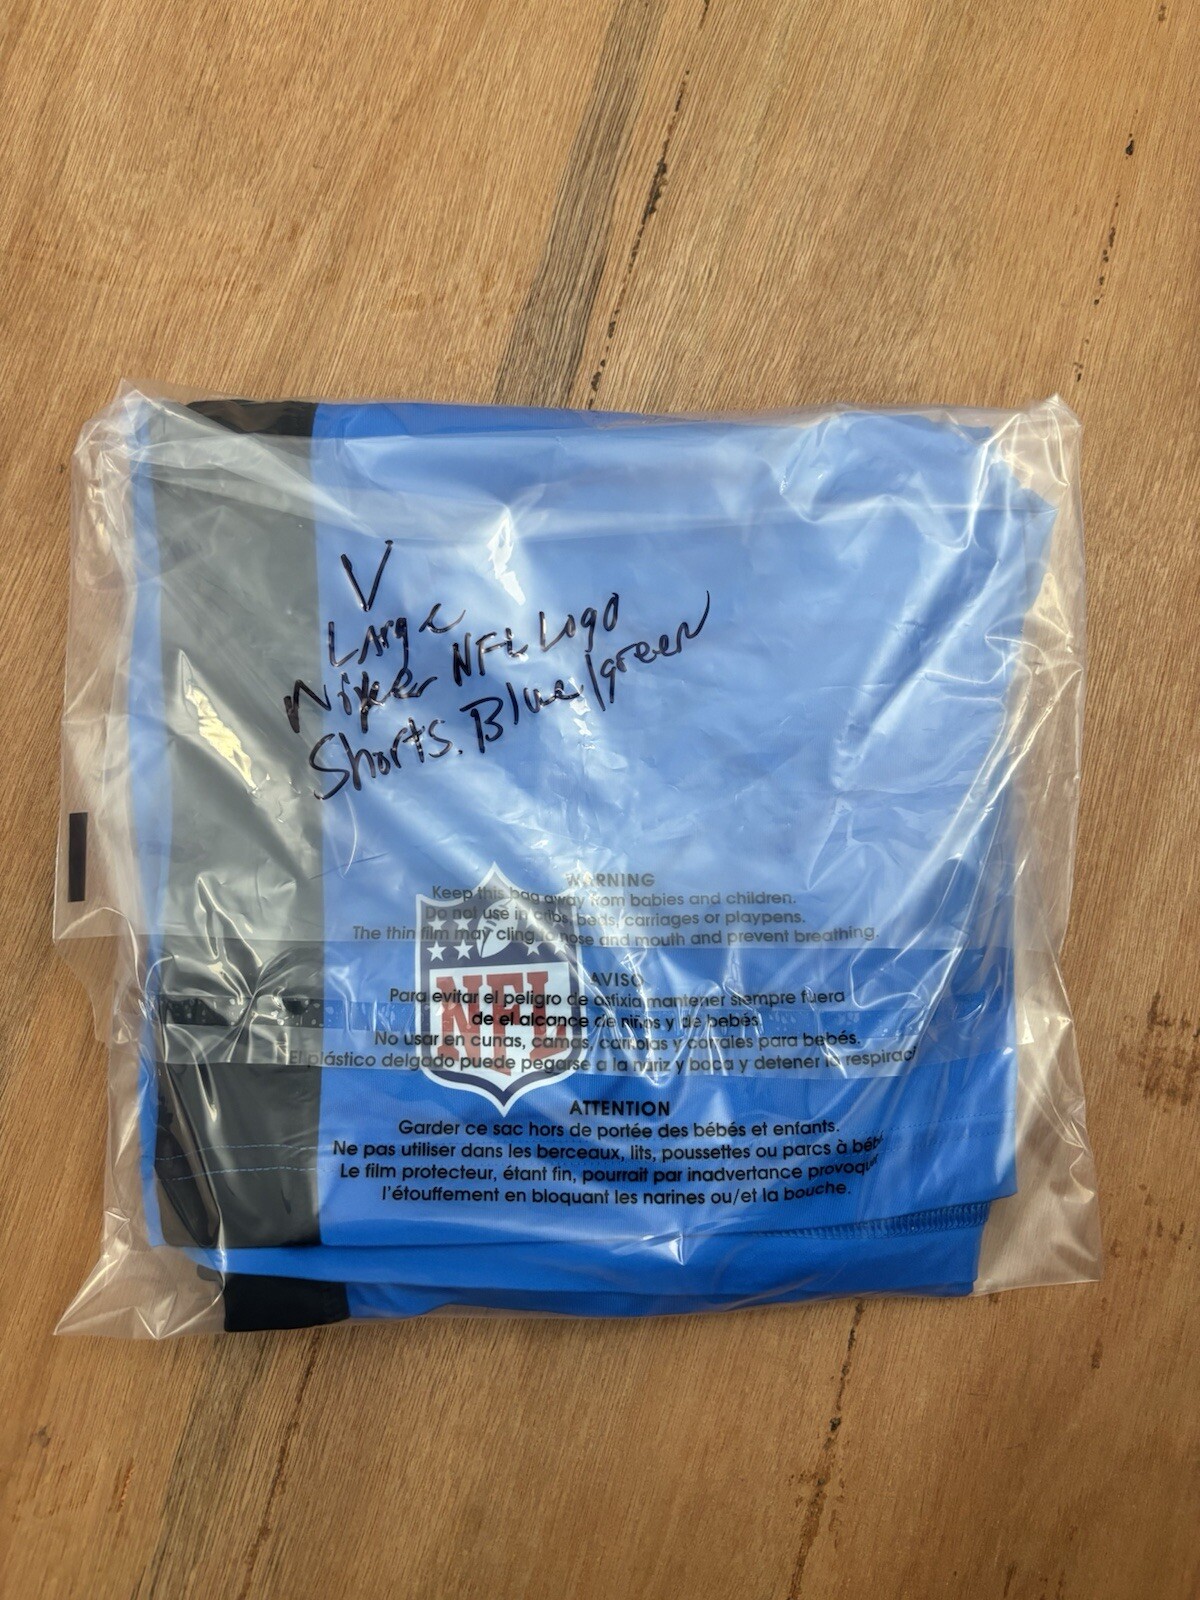 V
Large
NFL Logo
Shorts. Blue/green
WARNING
Keep this bag away from babies and children.
Do not use in cribs, beds, carriages or playpens.
The thin film may cling to nose and mouth and prevent breathing.
NFL
AVISO
Para evitar el peligro de asfixia mantener siempre fuera
de el alcance de niños y de bebés
No usar en cunas, camas, carriolas y corrales para bebés.
El plástico delgado puede pegarse a la nariz y boca y detener la respiraci
ATTENTION
Garder ce sac hors de portée des bébés et enfants.
Ne pas utiliser dans les berceaux, lits, poussettes ou parcs à béb
Le film protecteur, étant fin, pourrait par inadvertance provoquer
l'étouffement en bloquant les narines ou/et la bouche.